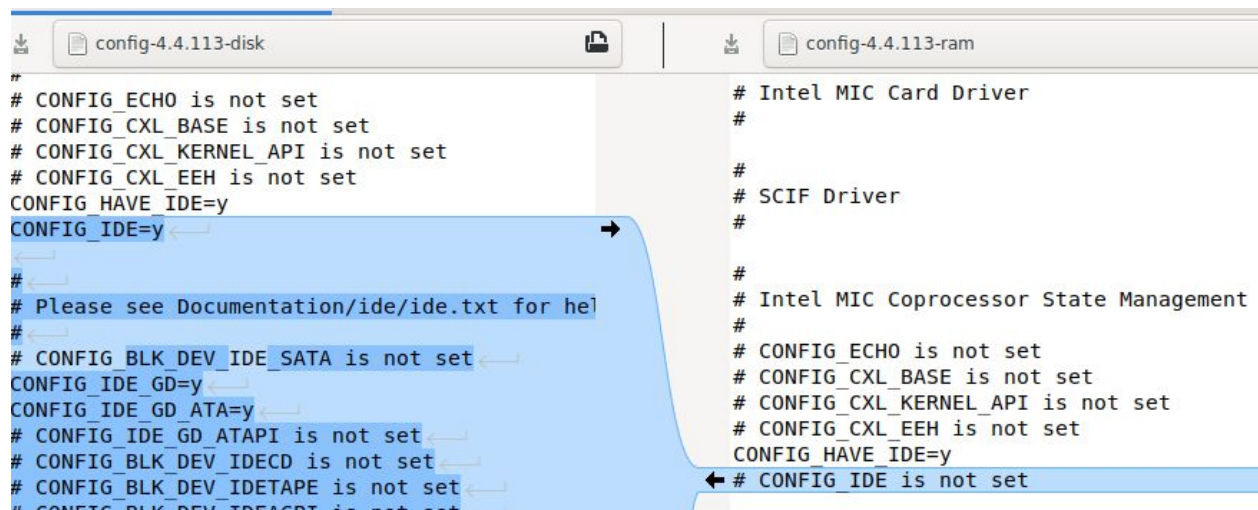 config-4.4.113-disk
#
# CONFIG_ECHO is not set
# CONFIG_CXL_BASE is not set
# CONFIG_CXL_KERNEL_API is not set
# CONFIG_CXL_EEH is not set
CONFIG_HAVE_IDE=y
CONFIG_IDE=y

#
# Please see Documentation/ide/ide.txt for hel
#
# CONFIG_BLK_DEV_IDE_SATA is not set
CONFIG_IDE_GD=y
CONFIG_IDE_GD_ATA=y
# CONFIG_IDE_GD_ATAPI is not set
# CONFIG_BLK_DEV_IDECD is not set
# CONFIG_BLK_DEV_IDETAPE is not set
# CONFIG_BLK_DEV_IDEACPI is not set
config-4.4.113-ram
# Intel MIC Card Driver
#

#
# SCIF Driver
#

#
# Intel MIC Coprocessor State Management
#
# CONFIG_ECHO is not set
# CONFIG_CXL_BASE is not set
# CONFIG_CXL_KERNEL_API is not set
# CONFIG_CXL_EEH is not set
CONFIG_HAVE_IDE=y
# CONFIG_IDE is not set